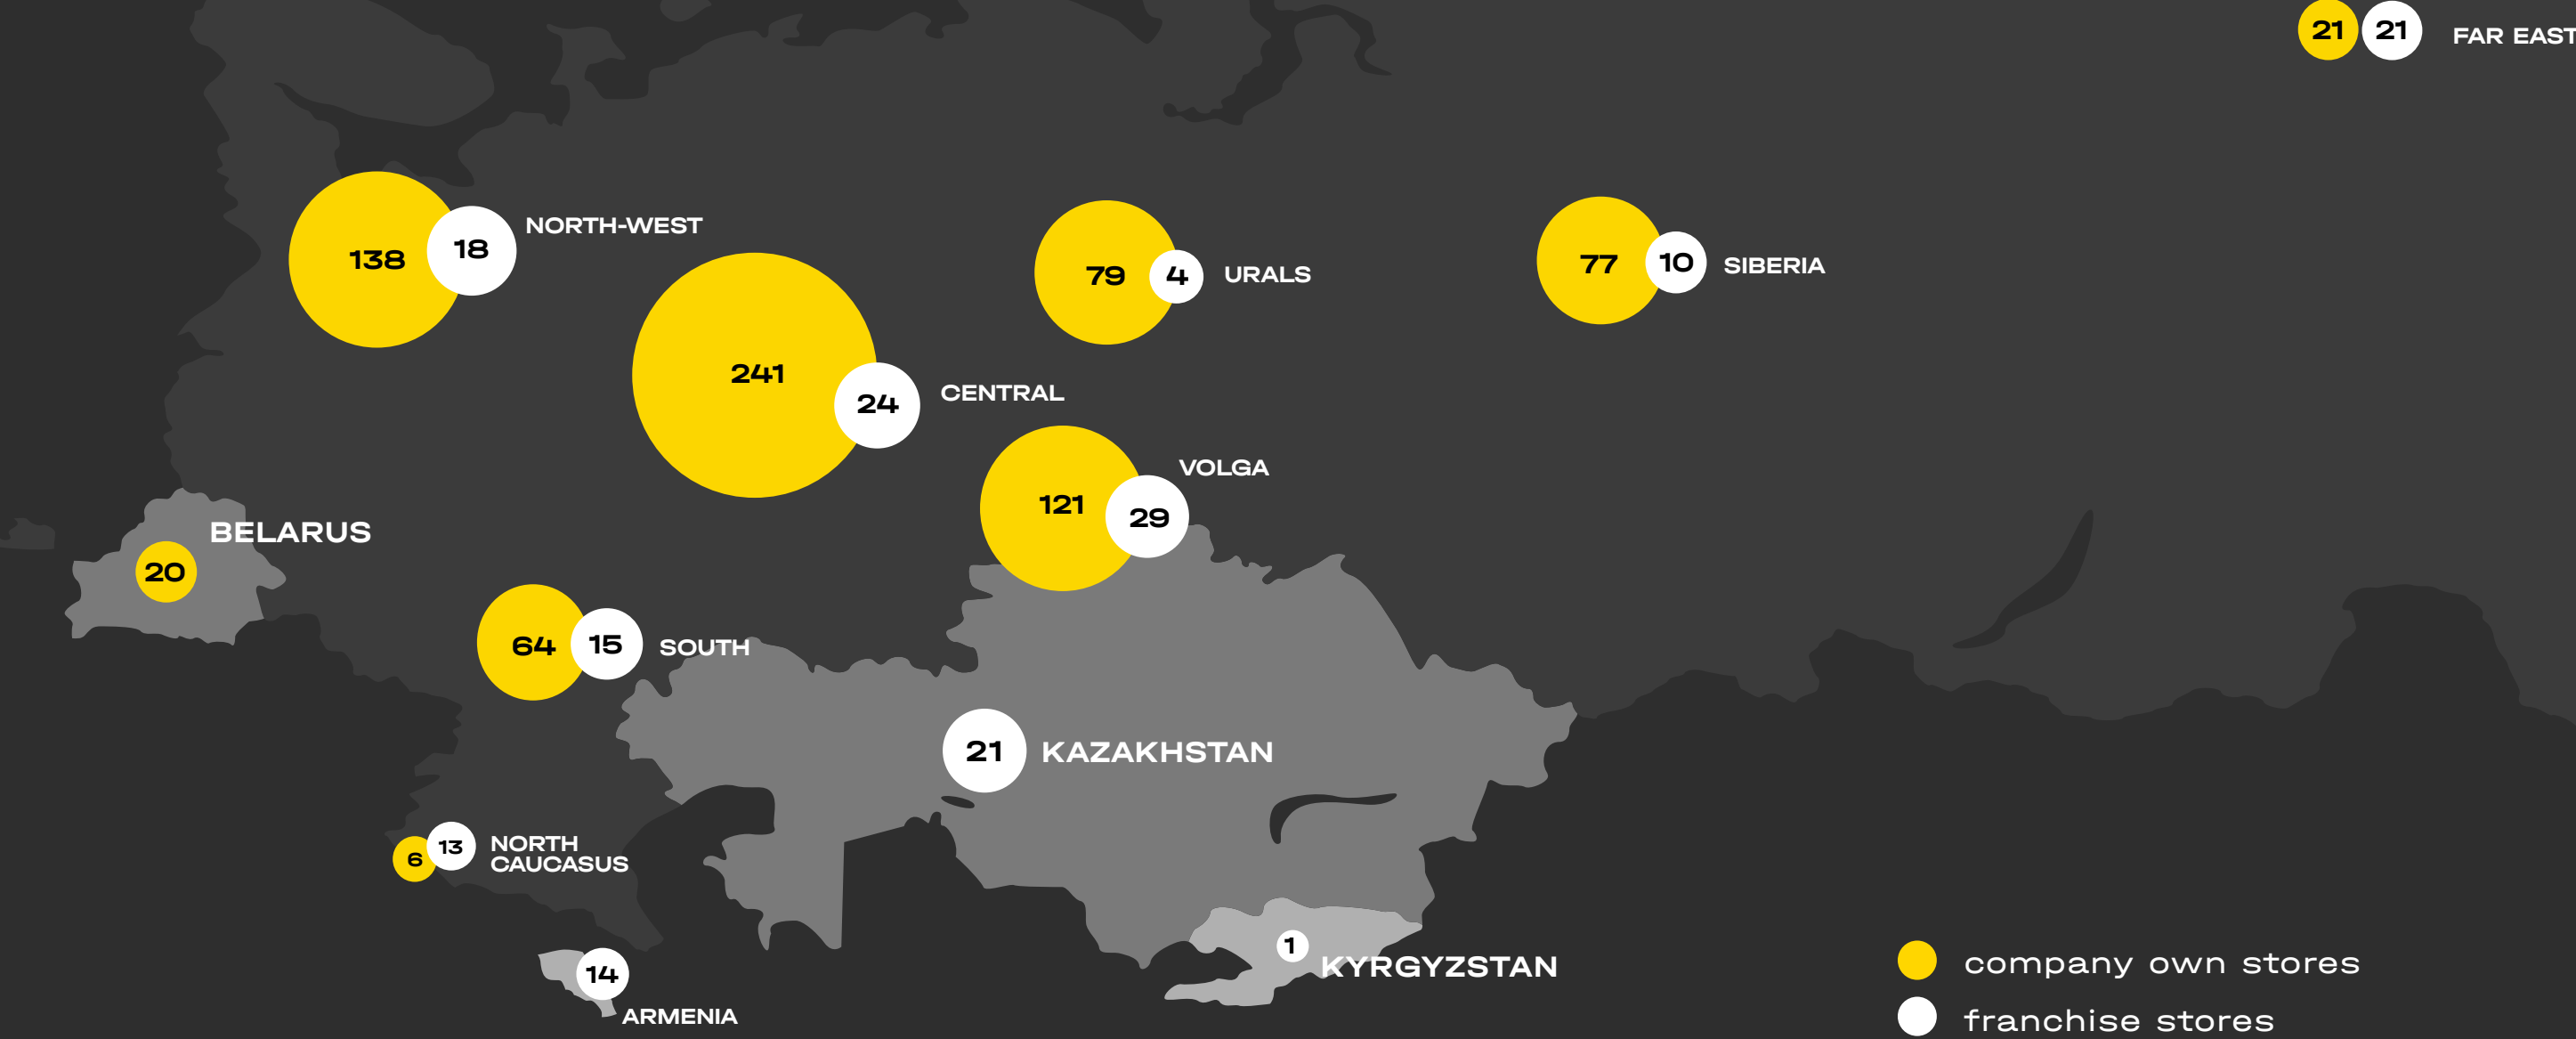 21 21 FAR EAST
138 18 NORTH-WEST
79 4 URALS
77 10 SIBERIA
241 24 CENTRAL
121 29 VOLGA
BELARUS
20
64 15 SOUTH
21 KAZAKHSTAN
6 13 NORTH
CAUCASUS
1 KYRGYZSTAN
14
ARMENIA
company own stores
franchise stores